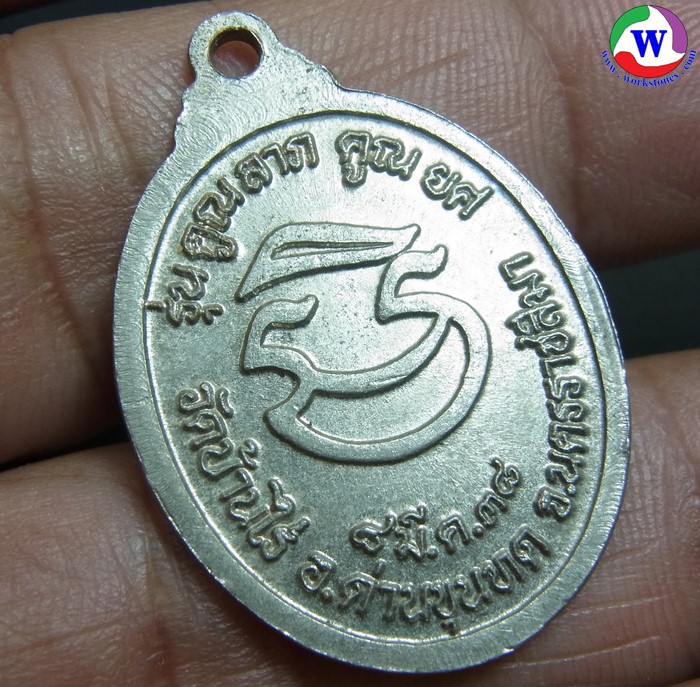 รุ่น คูณลาภ คูณยศ
๘ มี.ค.๓๘
วัดบ้านไร่ อ.ด่านขุนทด จ.นครราชสีมา
W
www.workstones.com